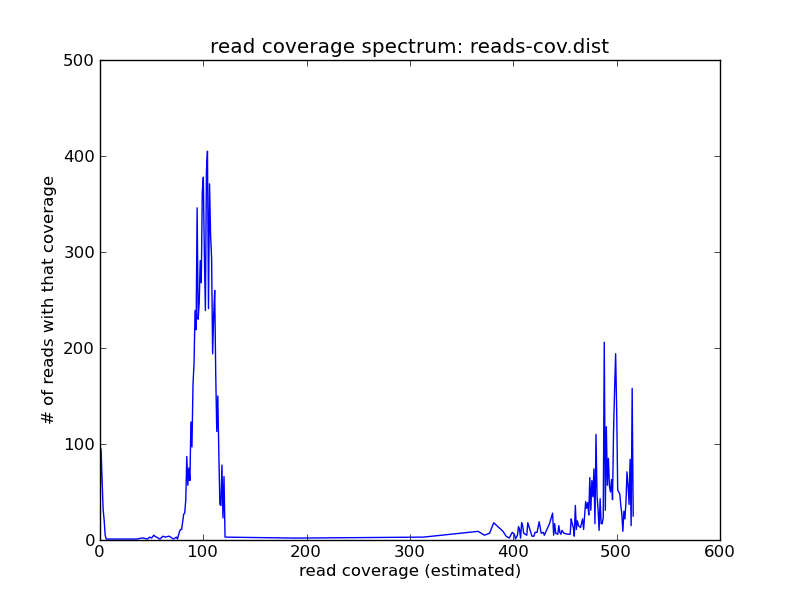 read coverage spectrum: reads-cov.dist
500
400
300
200
100
0
# of reads with that coverage
0 100 200 300 400 500 600
read coverage (estimated)